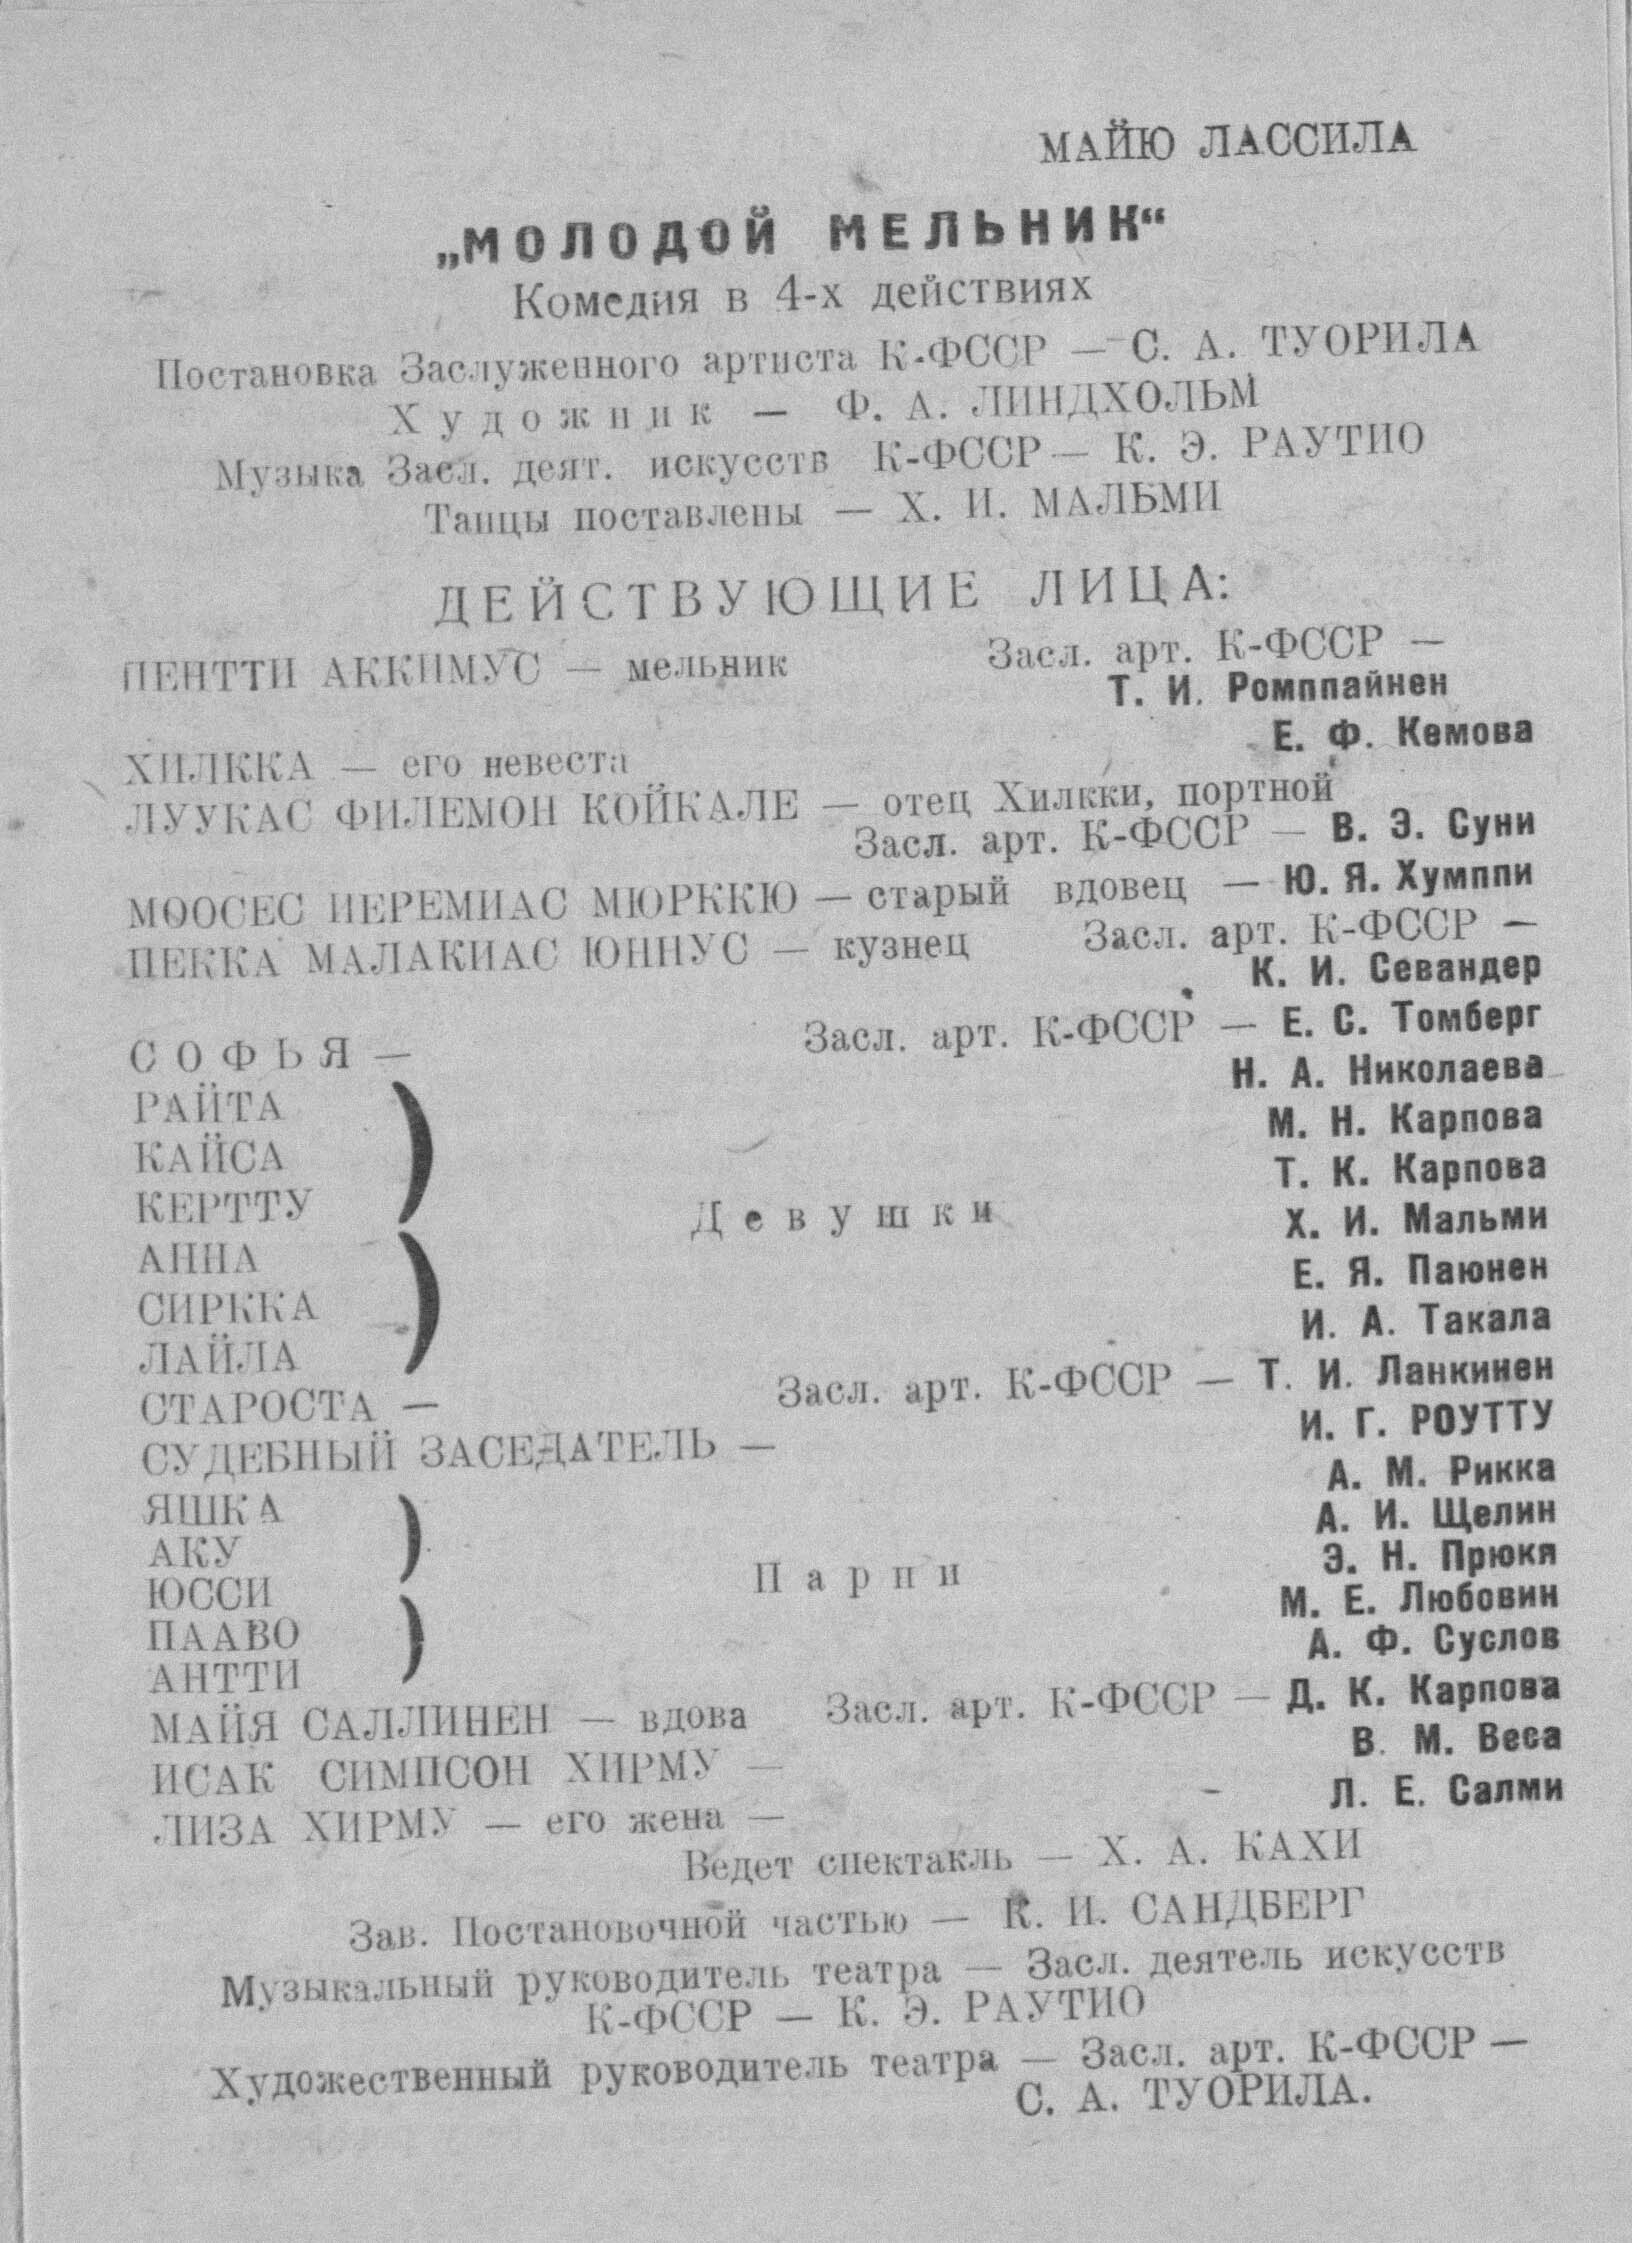 МАЙЮ ЛАССИЛА
„МОЛОДОЙ МЕЛЬНИК“
Комедия в 4-х действиях
Постановка Заслуженного артиста К-ФССР — С. А. ТУОРИЛА
Художник — Ф. А. ЛИНДХОЛЬМ
Музыка Засл. деят. искусств К-ФССР — К. Э. РАУТИО
Танцы поставлены — Х. И. МАЛЬМИ
ДЕЙСТВУЮЩИЕ ЛИЦА:
ПЕНТТИ АККИМУС — мельник Засл. арт. К-ФССР —
Т. И. Ромппайнен
Е. Ф. Кемова
ХИЛККА — его невеста
ЛУУКАС ФИЛЕМОН КОЙКАЛЕ — отец Хилкки, портной
Засл. арт. К-ФССР — В. Э. Суни
МООСЕС ИЕРЕМИАС МЮРККЮ — старый вдовец — Ю. Я. Хумппи
ПЕККА МАЛАКИАС ЮННУС — кузнец Засл. арт. К-ФССР —
К. И. Севандер
СОФЬЯ — Засл. арт. К-ФССР — Е. С. Томберг
РАЙТА Н. А. Николаева
КАЙСА М. Н. Карпова
КЕРТТУ Т. К. Карпова
Девушки
АННА Х. И. Мальми
СИРККА Е. Я. Паюнен
ЛАЙЛА И. А. Такала
СТАРОСТА — Засл. арт. К-ФССР — Т. И. Ланкинен
СУДЕБНЫЙ ЗАСЕДАТЕЛЬ — И. Г. РОУТТУ
ЯШКА А. М. Рикка
АКУ А. И. Щелин
ЮССИ Э. Н. Прюкя
Парни
ПААВО М. Е. Любовин
АНТТИ А. Ф. Суслов
МАЙЯ САЛЛИНЕН — вдова Засл. арт. К-ФССР — Д. К. Карпова
ИСАК СИМПСОН ХИРМУ — В. М. Веса
ЛИЗА ХИРМУ — его жена — Л. Е. Салми
Ведет спектакль — Х. А. КАХИ
Зав. Постановочной частью — К. И. САНДБЕРГ
Музыкальный руководитель театра — Засл. деятель искусств
К-ФССР — К. Э. РАУТИО
Художественный руководитель театра — Засл. арт. К-ФССР —
С. А. ТУОРИЛА.